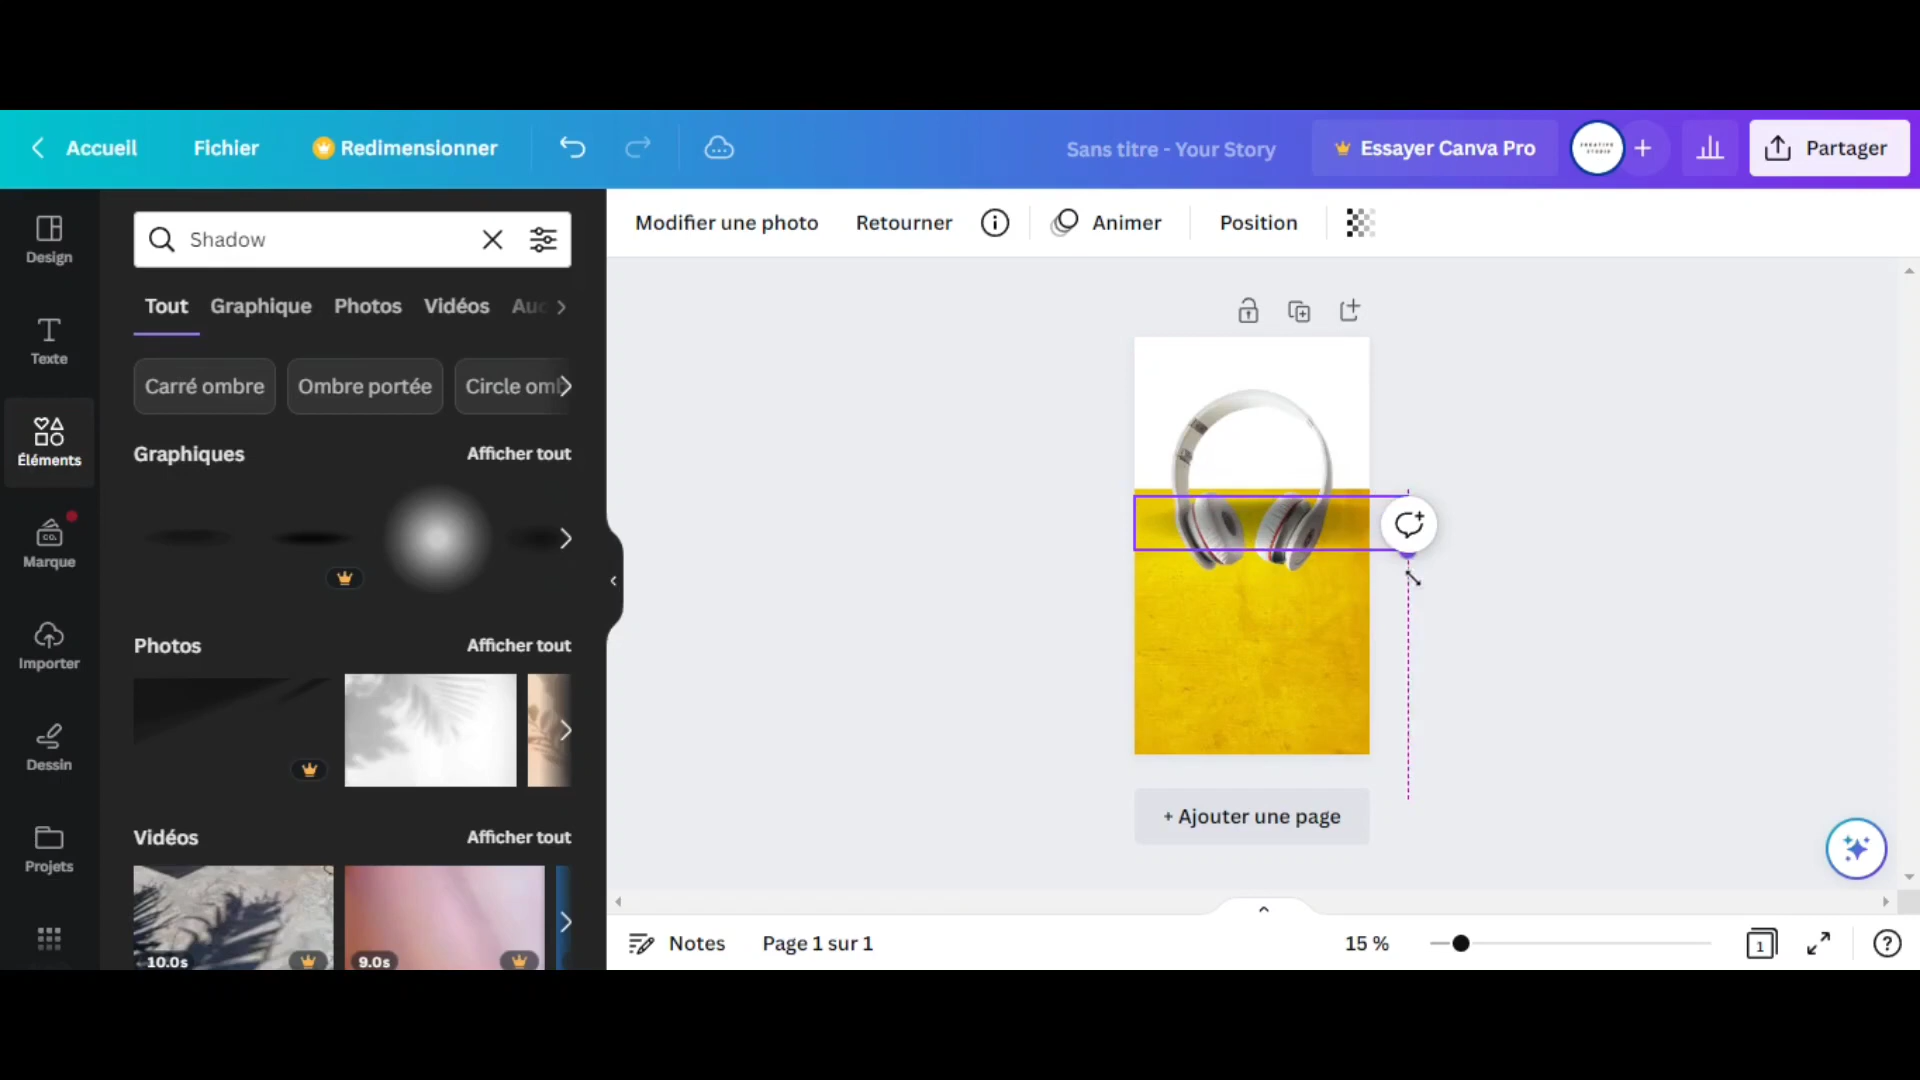 Accueil
Fichier
Redimensionner
Sans titre - Your Story
Essayer Canva Pro
CREATIVE
STUDIO
Partager
Design
Texte
Éléments
CO.
Marque
Importer
Dessin
Projets
Shadow
Tout
Graphique
Photos
Vidéos
Carré ombre
Ombre portée
Circle
Graphiques
Afficher tout
Photos
Afficher tout
Vidéos
Afficher tout
10.0s
9.0s
Modifier une photo
Retourner
Animer
Position
+ Ajouter une page
Notes
Page 1 sur 1
15 %
1